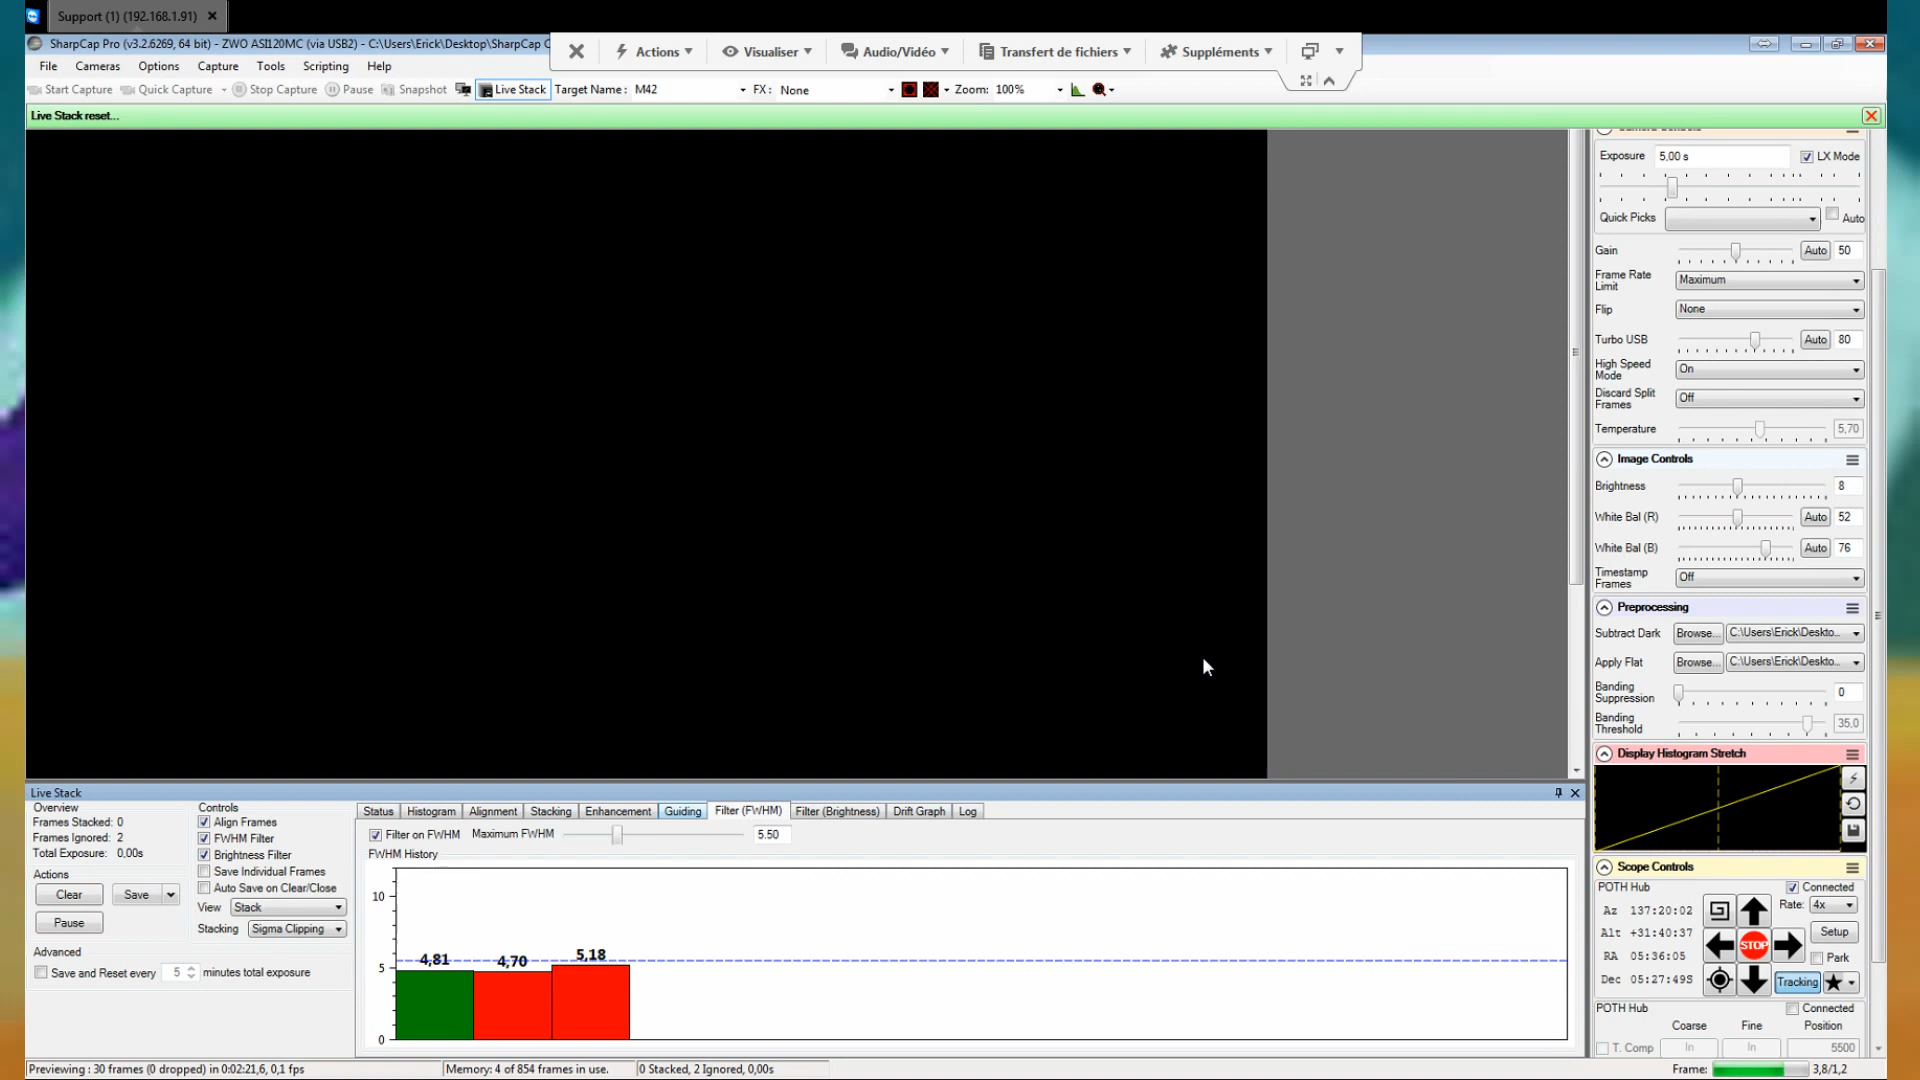 Support (1) (192.168.1.91)
SharpCap Pro (v3.2.6269, 64 bit) - ZWO ASI120MC (via USB2) - C:\Users\Erick\Desktop\SharpCap C
Actions
Visualiser
Audio/Vidéo
Transfert de fichiers
Suppléments
File Cameras Options Capture Tools Scripting Help
Start Capture Quick Capture Stop Capture Pause Snapshot Live Stack Target Name : M42 FX : None Zoom: 100%
Live Stack reset...
Exposure 5,00 s LX Mode
Quick Picks Auto
Gain Auto 50
Frame Rate
Limit
Maximum
Flip None
Turbo USB Auto 80
High Speed
Mode
On
Discard Split
Frames
Off
Temperature 5,70
Image Controls
Brightness 8
White Bal (R) Auto 52
White Bal (B) Auto 76
Timestamp
Frames
Off
Preprocessing
Subtract Dark Browse... C:\Users\Erick\Deskto...
Apply Flat Browse... C:\Users\Erick\Deskto...
Banding
Suppression
0
Banding
Threshold
35,0
Display Histogram Stretch
Scope Controls
POTH Hub Connected
Az 137:20:02 Rate: 4x
Alt +31:40:37 STOP Setup
RA 05:36:05 Park
Dec 05:27:49S Tracking
POTH Hub Connected
Coarse Fine Position
T. Comp In In 5500
Live Stack
Overview
Frames Stacked: 0
Frames Ignored: 2
Total Exposure: 0,00s
Actions
Clear Save
Pause
Advanced
Save and Reset every 5 minutes total exposure
Controls
Align Frames
FWHM Filter
Brightness Filter
Save Individual Frames
Auto Save on Clear/Close
View Stack
Stacking Sigma Clipping
Status Histogram Alignment Stacking Enhancement Guiding Filter (FWHM) Filter (Brightness) Drift Graph Log
Filter on FWHM Maximum FWHM 5.50
FWHM History
10
5
0
4,81 4,70 5,18
Previewing : 30 frames (0 dropped) in 0:02:21,6, 0,1 fps Memory: 4 of 854 frames in use. 0 Stacked, 2 Ignored, 0,00s Frame: 3,8/1,2